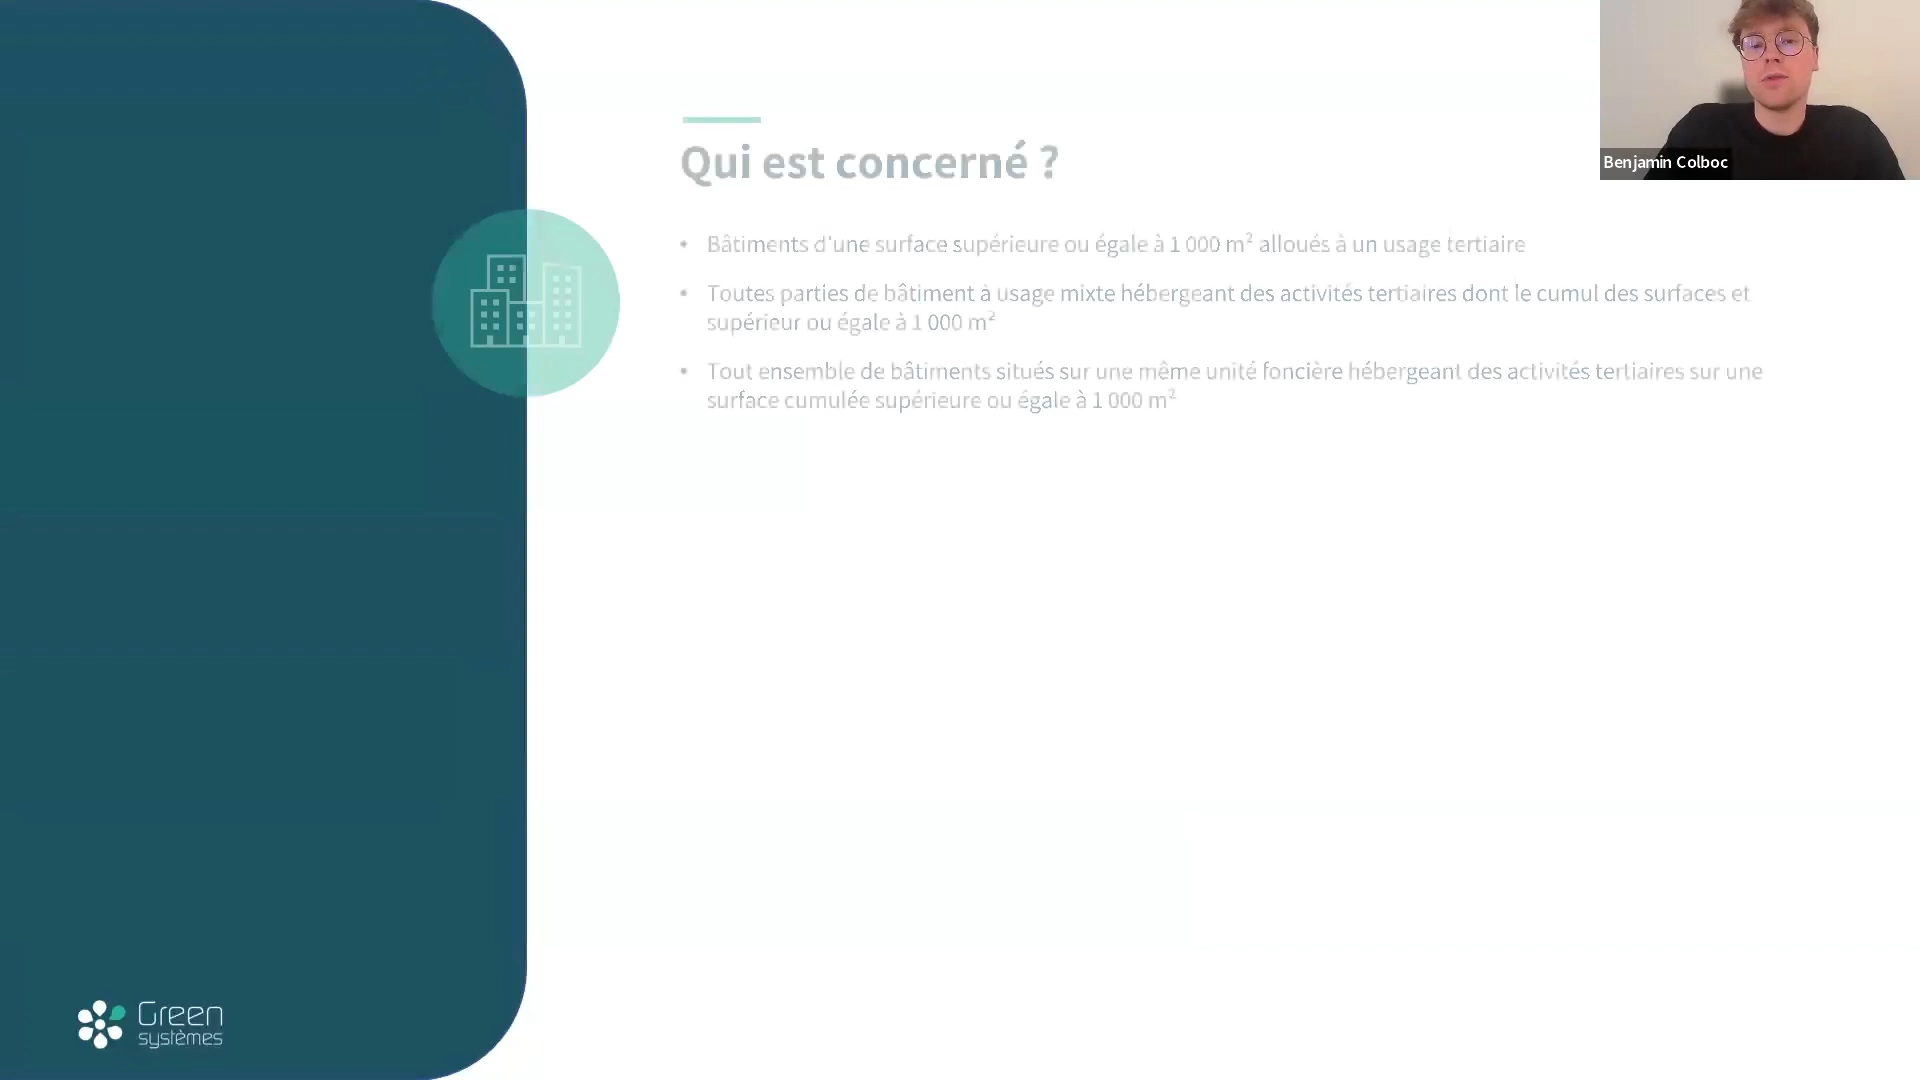 Benjamin Colboc
Qui est concerné ?
• Bâtiments d'une surface supérieure ou égale à 1 000 m² alloués à un usage tertiaire
• Toutes parties de bâtiment à usage mixte hébergeant des activités tertiaires dont le cumul des surfaces et
supérieur ou égale à 1 000 m²
• Tout ensemble de bâtiments situés sur une même unité foncière hébergeant des activités tertiaires sur une
surface cumulée supérieure ou égale à 1 000 m²
Green
systèmes